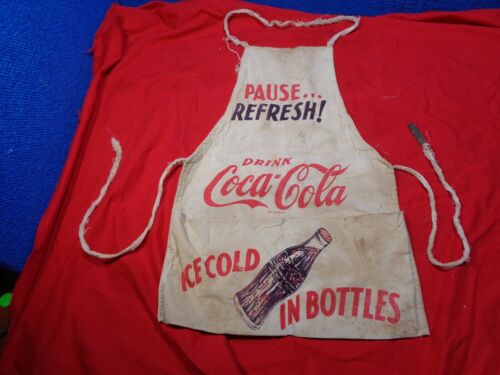 PAUSE...
REFRESH!
DRINK
Coca-Cola
ICE COLD
IN BOTTLES